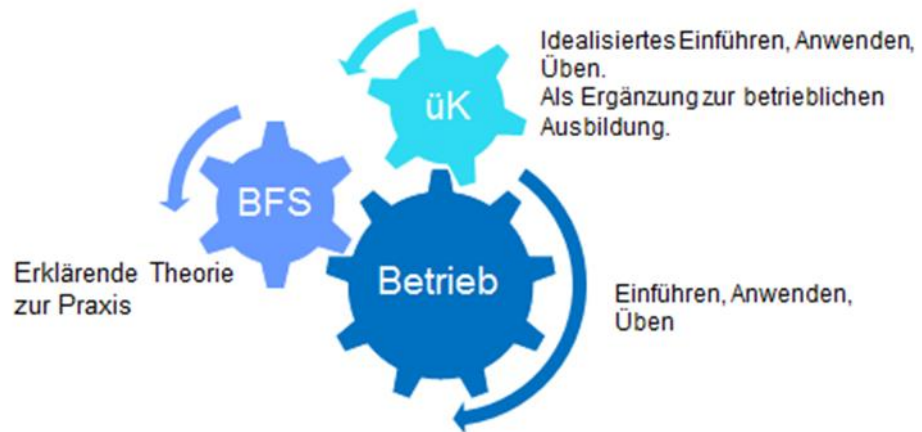 Idealisiertes Einführen, Anwenden,
Üben.
Als Ergänzung zur betrieblichen
Ausbildung.
üK
BFS
Betrieb
Erklärende Theorie
zur Praxis
Einführen, Anwenden,
Üben